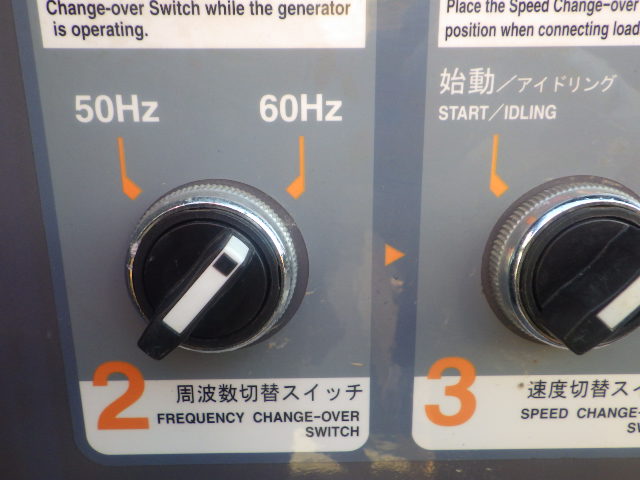 Change-over Switch while the generator
is operating.
Place the Speed Change-over
position when connecting load
50Hz
60Hz
始動/アイドリング
START/IDLING
2
周波数切替スイッチ
FREQUENCY CHANGE-OVER
SWITCH
3
速度切替スイ
SPEED CHANGE-